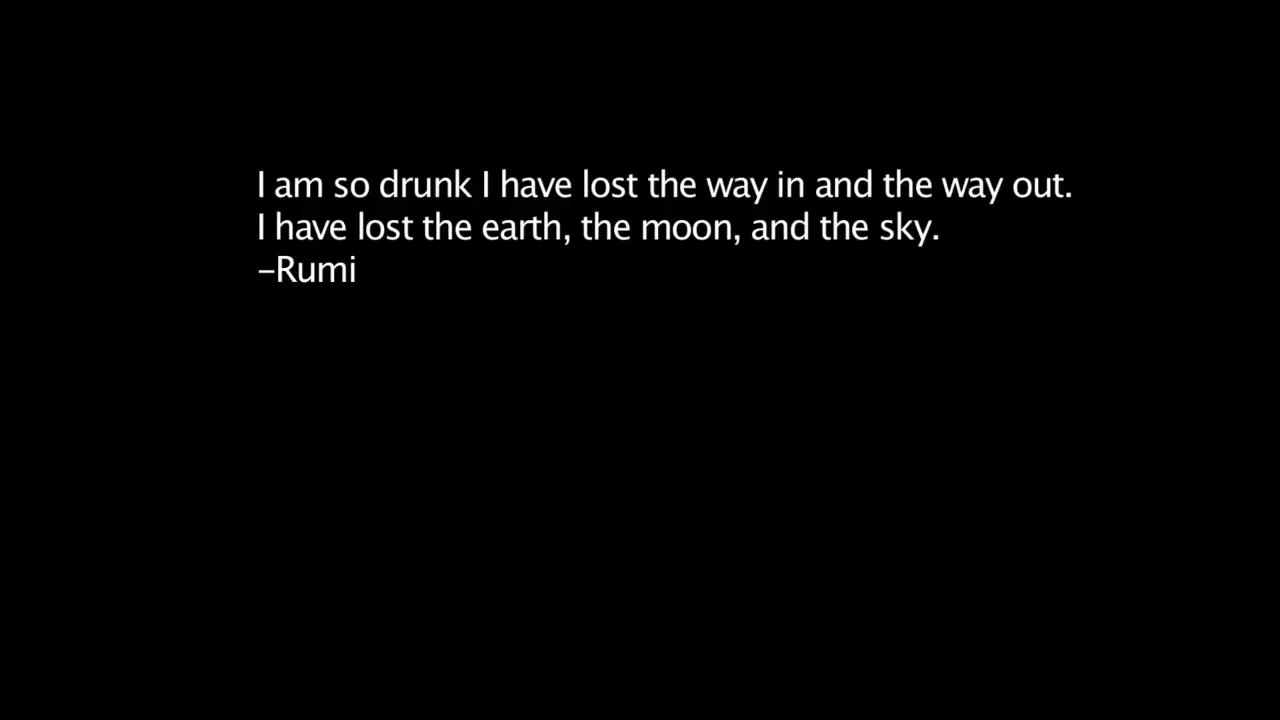 I am so drunk I have lost the way in and the way out.
I have lost the earth, the moon, and the sky.
–Rumi